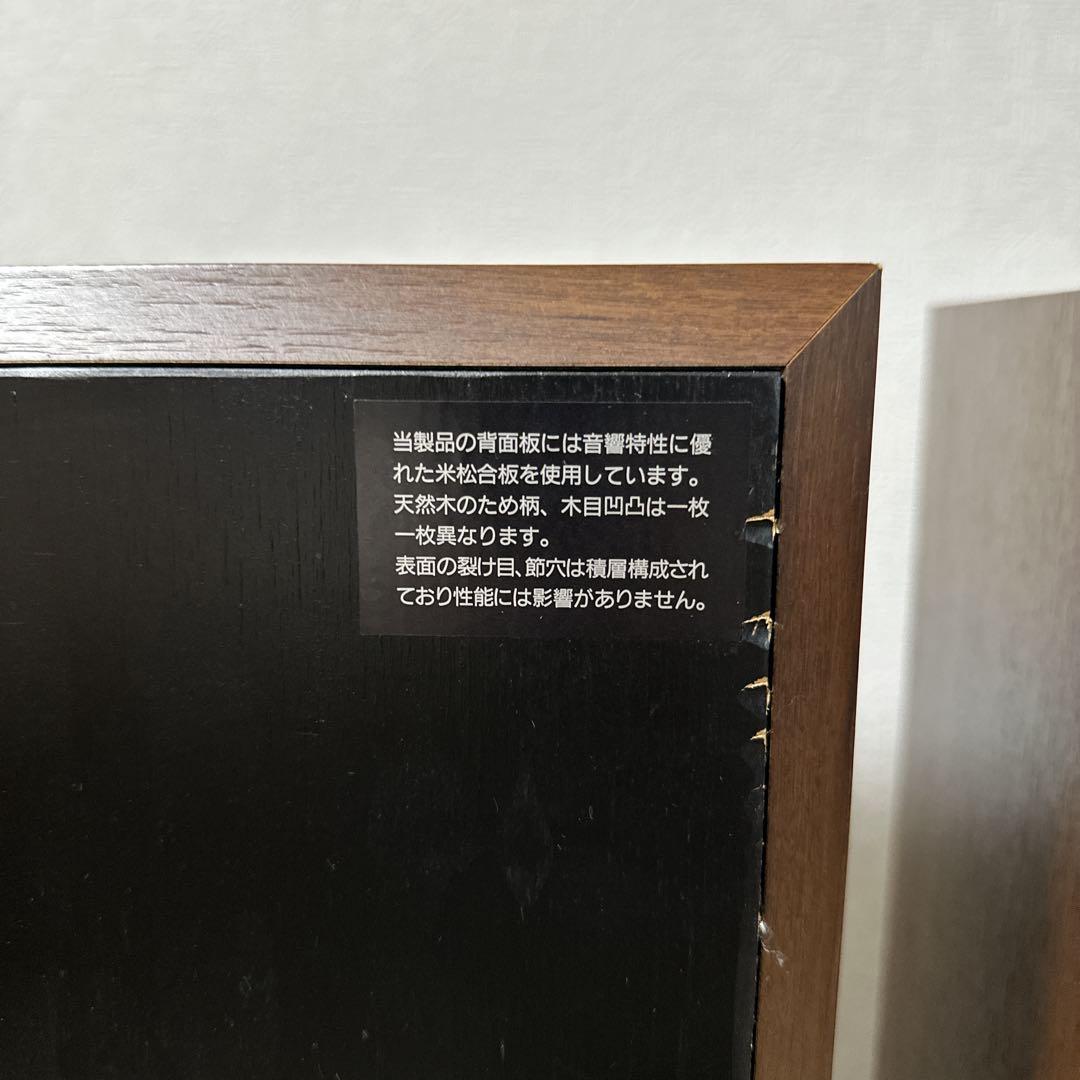 当製品の背面板には音響特性に優
れた米松合板を使用しています。
天然木のため柄、木目凹凸は一枚
一枚異なります。
表面の裂け目、節穴は積層構成され
ており性能には影響がありません。